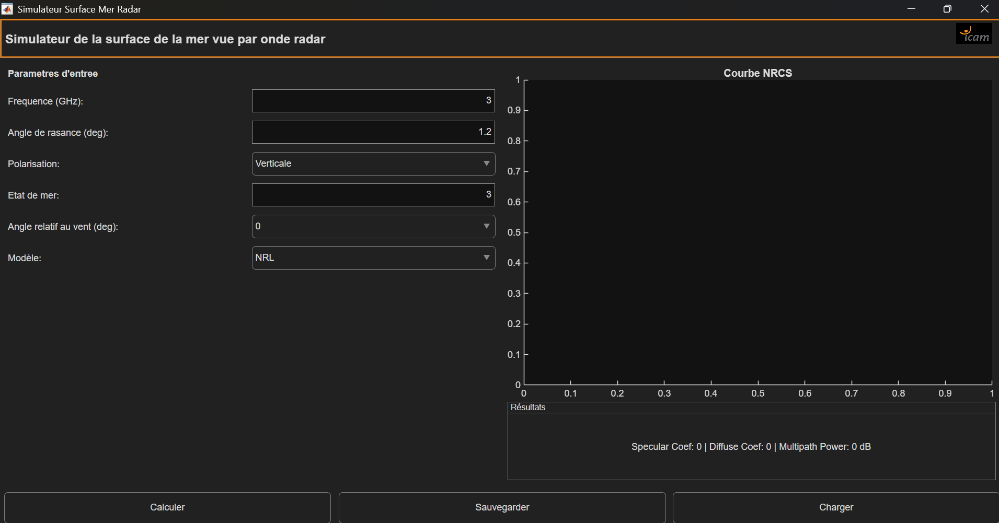 Simulateur Surface Mer Radar
Simulateur de la surface de la mer vue par onde radar
icam
Parametres d'entree
Frequence (GHz):
3
Angle de rasance (deg):
1.2
Polarisation:
Verticale
Etat de mer:
3
Angle relatif au vent (deg):
0
Modèle:
NRL
Courbe NRCS
1
0.9
0.8
0.7
0.6
0.5
0.4
0.3
0.2
0.1
0
0 0.1 0.2 0.3 0.4 0.5 0.6 0.7 0.8 0.9 1
Résultats
Specular Coef: 0 | Diffuse Coef: 0 | Multipath Power: 0 dB
Calculer
Sauvegarder
Charger